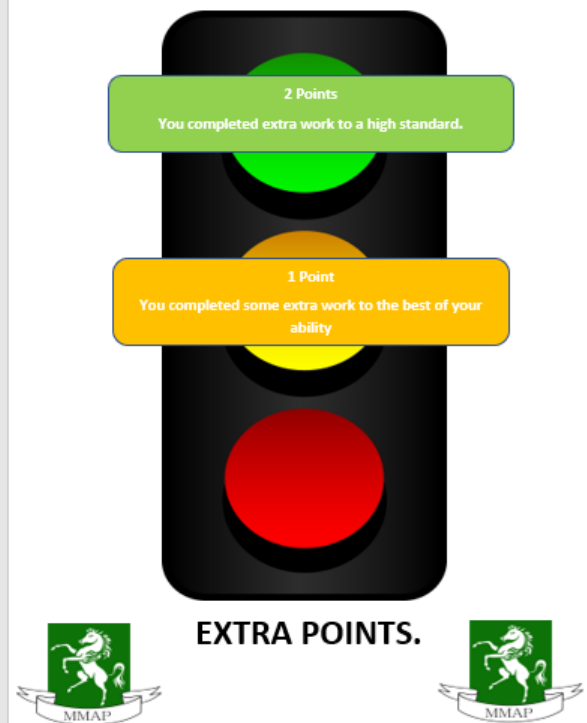 2 Points
You completed extra work to a high standard.
1 Point
You completed some extra work to the best of your
ability
EXTRA POINTS.
MMAP
MMAP